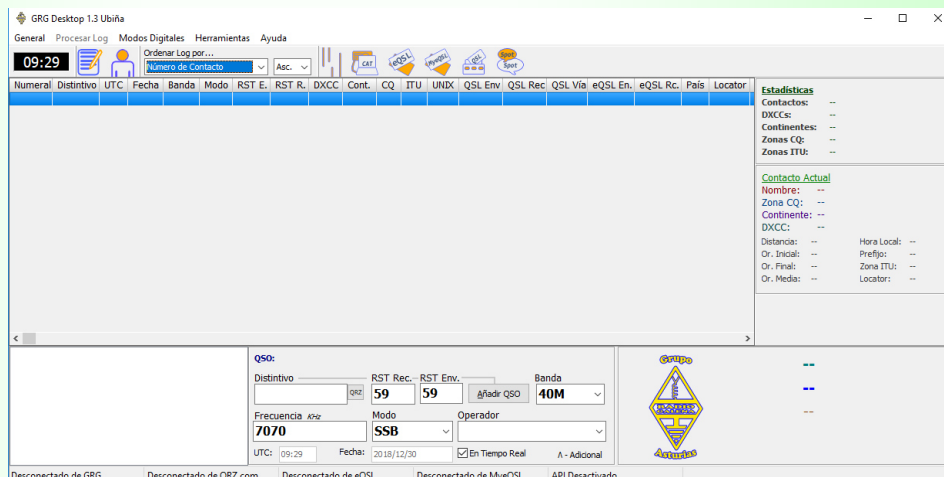 GRG Desktop 1.3 Ubiña
General Procesar Log Modos Digitales Herramientas Ayuda
09:29
Ordenar Log por...
Número de Contacto Asc.
CAT eQSL MyeQSL QSL Spot Spot
Numeral Distintivo UTC Fecha Banda Modo RST E. RST R. DXCC Cont. CQ ITU UNIX QSL Env QSL Rec QSL Vía eQSL En. eQSL Rc. País Locator
Estadísticas
Contactos: --
DXCCs: --
Continentes: --
Zonas CQ: --
Zonas ITU: --
Contacto Actual
Nombre: --
Zona CQ: --
Continente: --
DXCC: --
Distancia: -- Hora Local: --
Or. Inicial: -- Prefijo: --
Or. Final: -- Zona ITU: --
Or. Media: -- Locator: --
QSO:
Distintivo RST Rec. RST Env. Banda
QRZ 59 59 Añadir QSO 40M
Frecuencia KHz Modo Operador
7070 SSB
UTC: 09:29 Fecha: 2018/12/30 En Tiempo Real Λ - Adicional
Grupo
Asturias
--
--
--
Desconectado de GRG Desconectado de QRZ.com Desconectado de eQSL Desconectado de MyeQSL API Desactivado